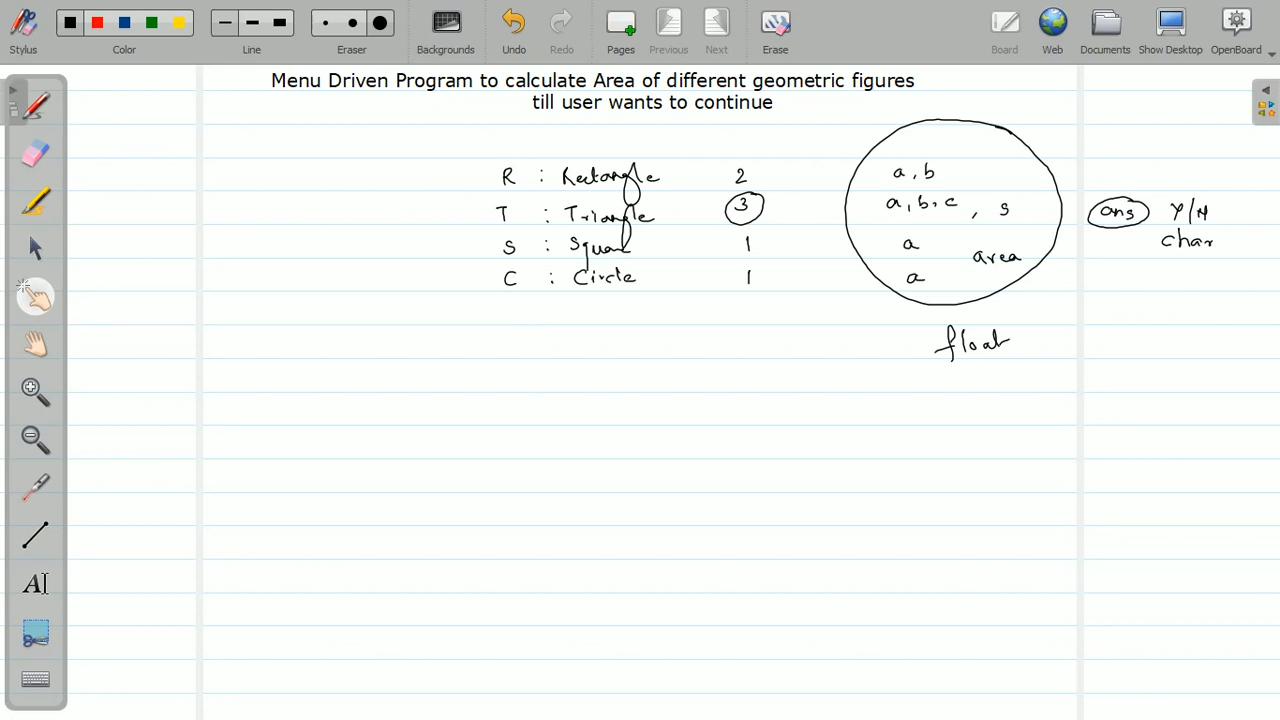 Stylus Color Line Eraser Backgrounds Undo Redo Pages Previous Next Erase Board Web Documents Show Desktop OpenBoard
Menu Driven Program to calculate Area of different geometric figures
till user wants to continue
R : Rectangle 2 a, b
T : Triangle 3 a, b, c , s ans Y/N
S : Square 1 a char
area
C : Circle 1 a
float